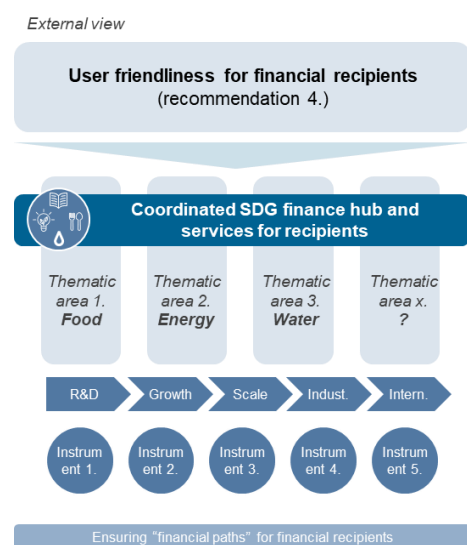 External view
User friendliness for financial recipients
(recommendation 4.)
Coordinated SDG finance hub and
services for recipients
Thematic
area 1.
Food
Thematic
area 2.
Energy
Thematic
area 3.
Water
Thematic
area x.
?
R&D
Growth
Scale
Indust.
Intern.
Instrum
ent 1.
Instrum
ent 2.
Instrum
ent 3.
Instrum
ent 4.
Instrum
ent 5.
Ensuring “financial paths” for financial recipients